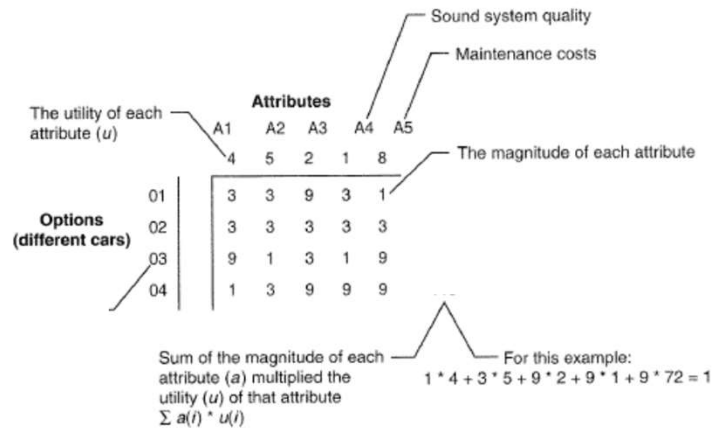 Sound system quality
Maintenance costs
Attributes
The utility of each
attribute (u)
A1 A2 A3 A4 A5
4 5 2 1 8
The magnitude of each attribute
01 3 3 9 3 1
Options
(different cars)
02 3 3 3 3 3
03 9 1 3 1 9
04 1 3 9 9 9
Sum of the magnitude of each
attribute (a) multiplied the
utility (u) of that attribute
Σ a(i) * u(i)
For this example:
1 * 4 + 3 * 5 + 9 * 2 + 9 * 1 + 9 * 72 = 1